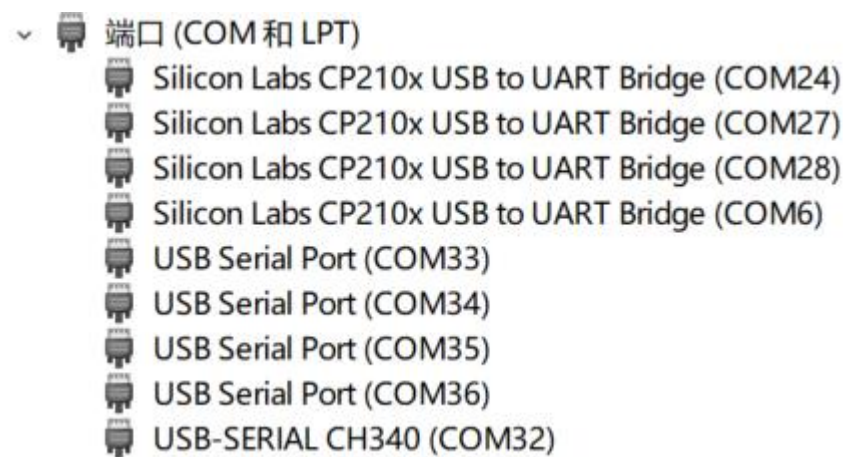 端口 (COM 和 LPT)
Silicon Labs CP210x USB to UART Bridge (COM24)
Silicon Labs CP210x USB to UART Bridge (COM27)
Silicon Labs CP210x USB to UART Bridge (COM28)
Silicon Labs CP210x USB to UART Bridge (COM6)
USB Serial Port (COM33)
USB Serial Port (COM34)
USB Serial Port (COM35)
USB Serial Port (COM36)
USB-SERIAL CH340 (COM32)